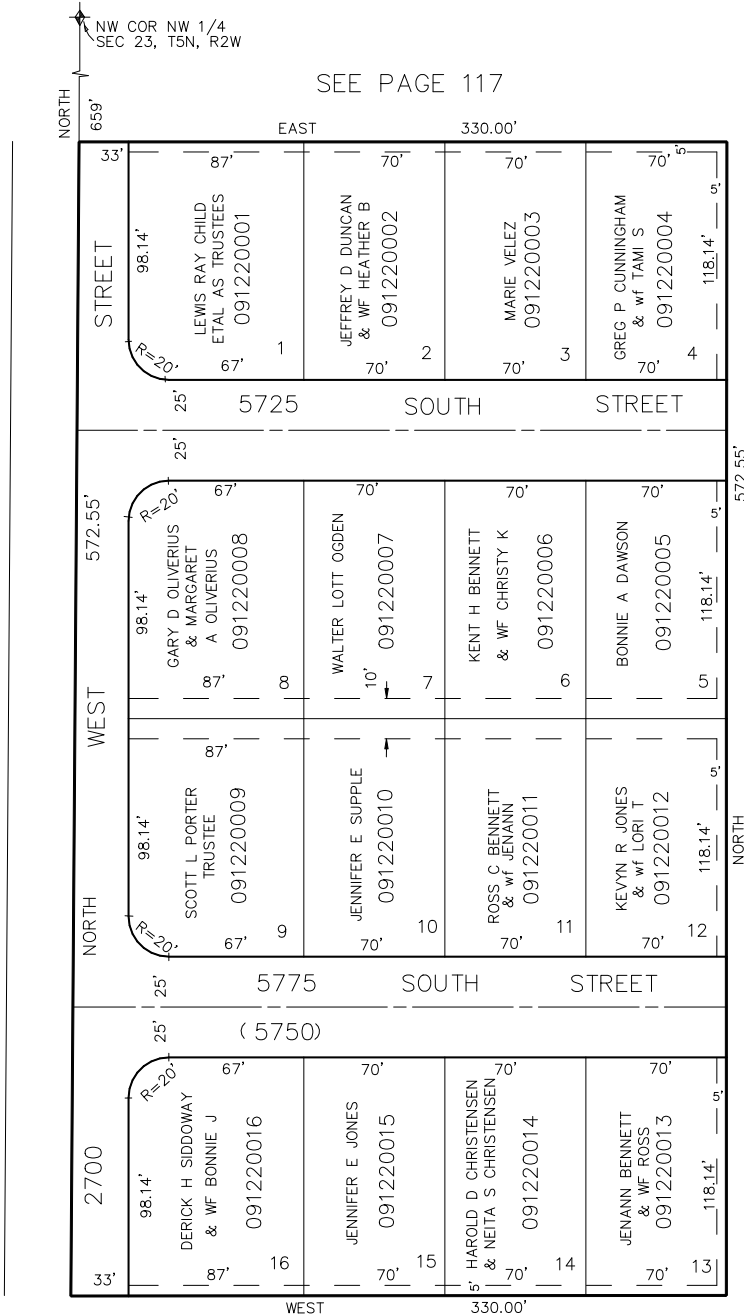 NW COR NW 1/4
SEC 23, T5N, R2W
SEE PAGE 117
NORTH
659'
EAST
330.00'
33'
87'
70'
70'
70'
5'
5'
STREET
98.14'
LEWIS RAY CHILD
ETAL AS TRUSTEES
091220001
JEFFREY D DUNCAN
& WF HEATHER B
091220002
MARIE VELEZ
091220003
GREG P CUNNINGHAM
& wf TAMI S
091220004
118.14'
R=20'
67'
1
70'
2
70'
3
70'
4
25'
5725
SOUTH
STREET
25'
572.55'
572.55'
R=20'
67'
70'
70'
70'
5'
98.14'
GARY D OLIVERIUS
& MARGARET
A OLIVERIUS
091220008
WALTER LOTT OGDEN
091220007
KENT H BENNETT
& WF CHRISTY K
091220006
BONNIE A DAWSON
091220005
118.14'
87'
8
10'
7
6
5
WEST
87'
5'
98.14'
SCOTT L PORTER
TRUSTEE
091220009
JENNIFER E SUPPLE
091220010
ROSS C BENNETT
& wf JENANN
091220011
KEVYN R JONES
& wf LORI T
091220012
118.14'
NORTH
NORTH
R=20'
67'
9
70'
10
70'
11
70'
12
25'
5775
SOUTH
STREET
25'
(5750)
R=20'
67'
70'
70'
70'
5'
2700
98.14'
DERICK H SIDDOWAY
& WF BONNIE J
091220016
JENNIFER E JONES
091220015
HAROLD D CHRISTENSEN
& NEITA S CHRISTENSEN
091220014
JENANN BENNETT
& WF ROSS
091220013
118.14'
33'
87'
16
70'
15
5'
70'
14
70'
13
WEST
330.00'